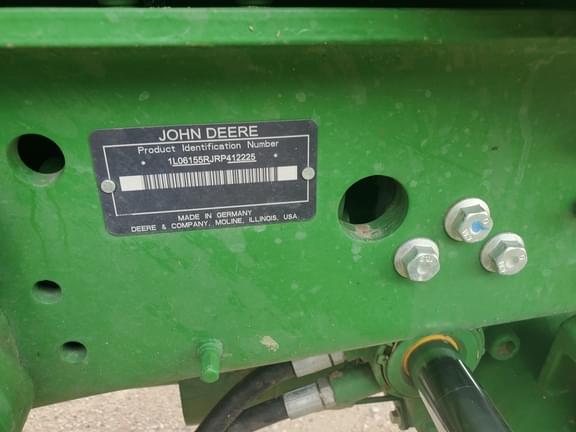 JOHN DEERE
Product Identification Number
1L06155RJRP412225
MADE IN GERMANY
DEERE & COMPANY, MOLINE, ILLINOIS, USA